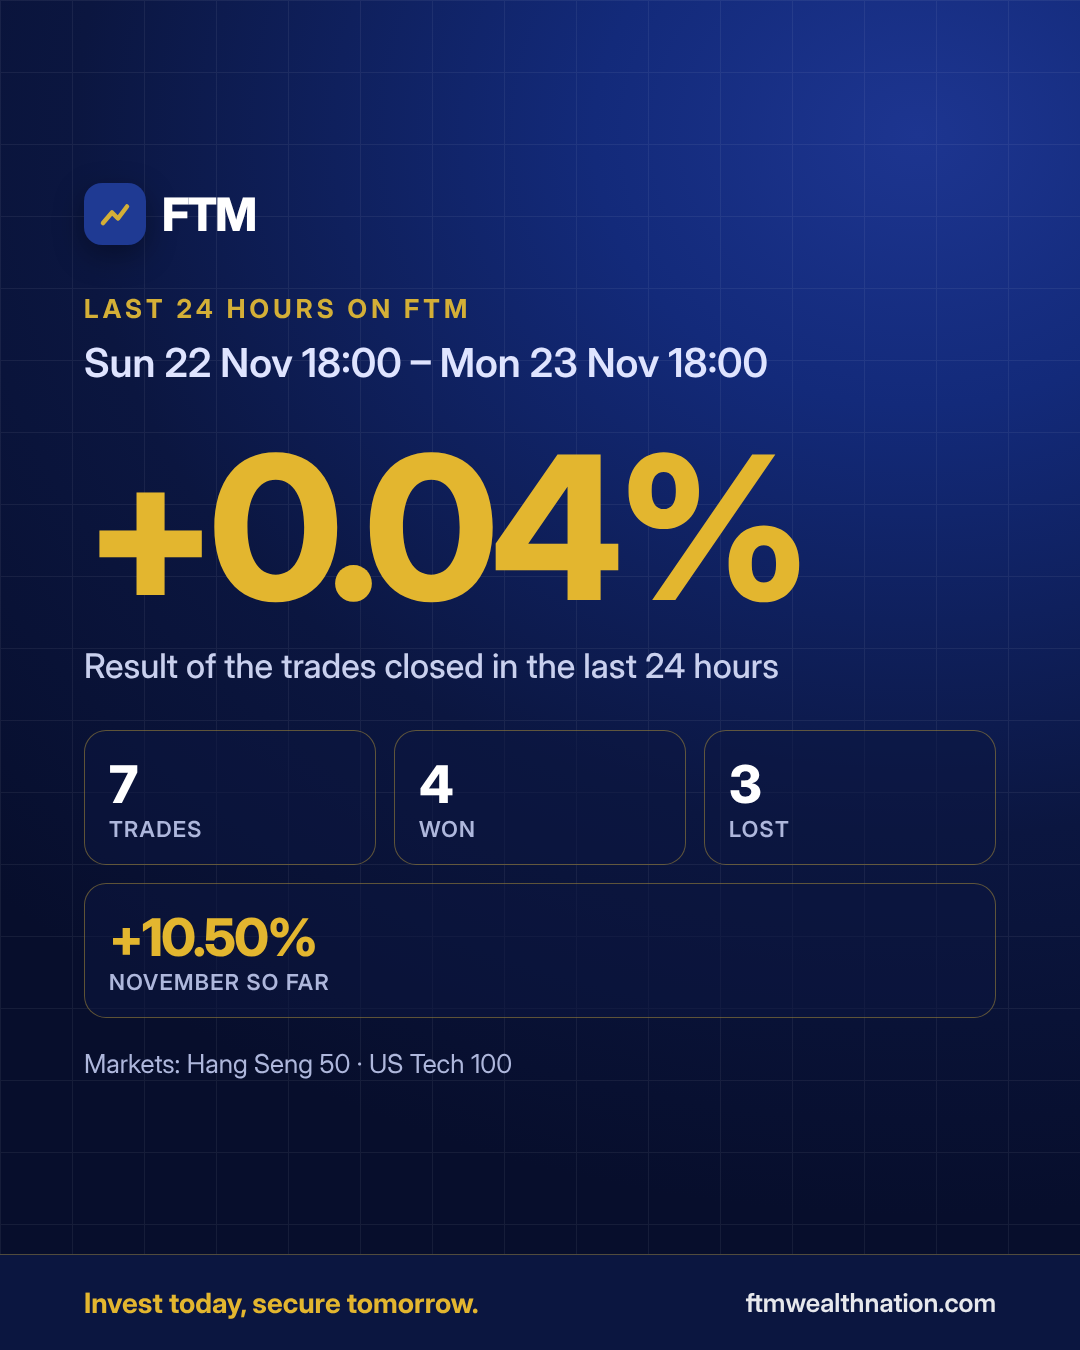 FTM
LAST 24 HOURS ON FTM
Sun 22 Nov 18:00 – Mon 23 Nov 18:00
+0.04%
Result of the trades closed in the last 24 hours
7
TRADES
4
WON
3
LOST
+10.50%
NOVEMBER SO FAR
Markets: Hang Seng 50 · US Tech 100
Invest today, secure tomorrow.
ftmwealthnation.com